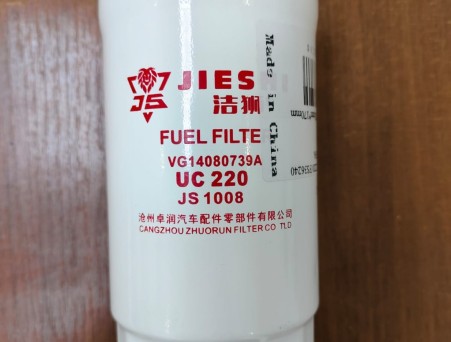 JS
JIES
洁狮
FUEL FILTE
VG14080739A
UC 220
JS 1008
沧州卓润汽车配件零部件有限公司
CANGZHOU ZHUORUN FILTER CO TLD
Made in China